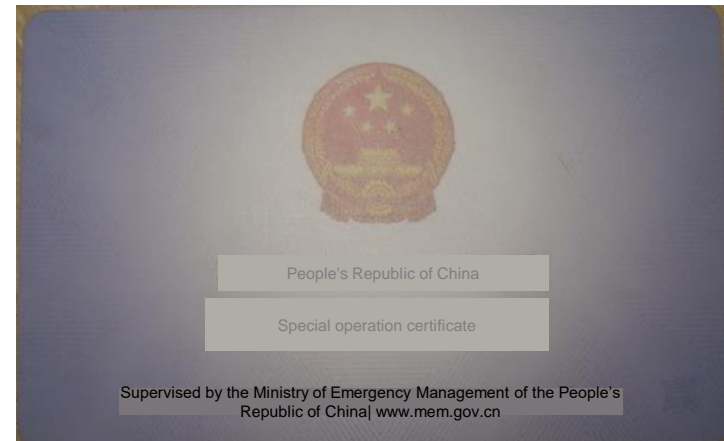 People's Republic of China
Special operation certificate
Supervised by the Ministry of Emergency Management of the People's
Republic of China| www.mem.gov.cn